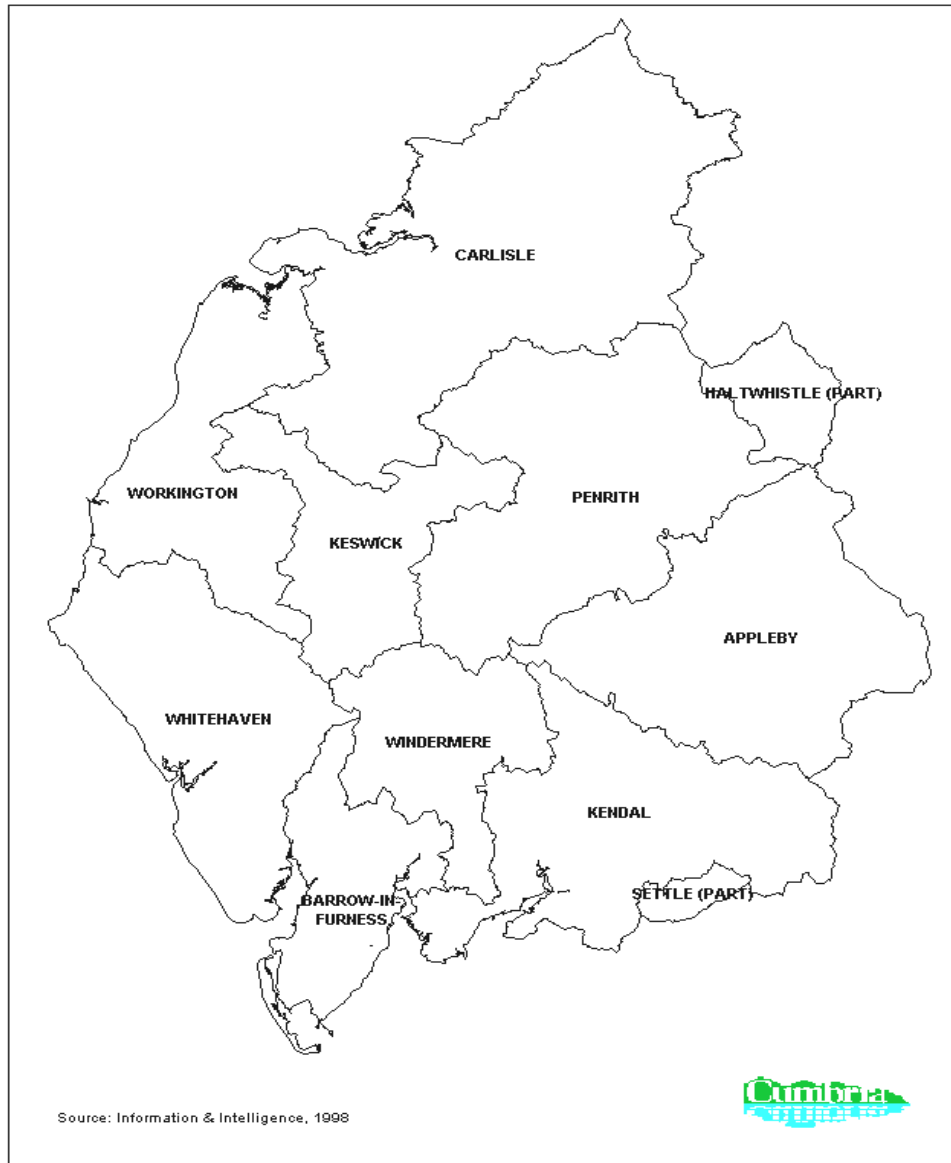 CARLISLE
HALTWHISTLE (PART)
WORKINGTON
PENRITH
KESWICK
APPLEBY
WHITEHAVEN
WINDERMERE
KENDAL
SETTLE (PART)
BARROW-IN-
FURNESS
Source: Information & Intelligence, 1998
Cumbria